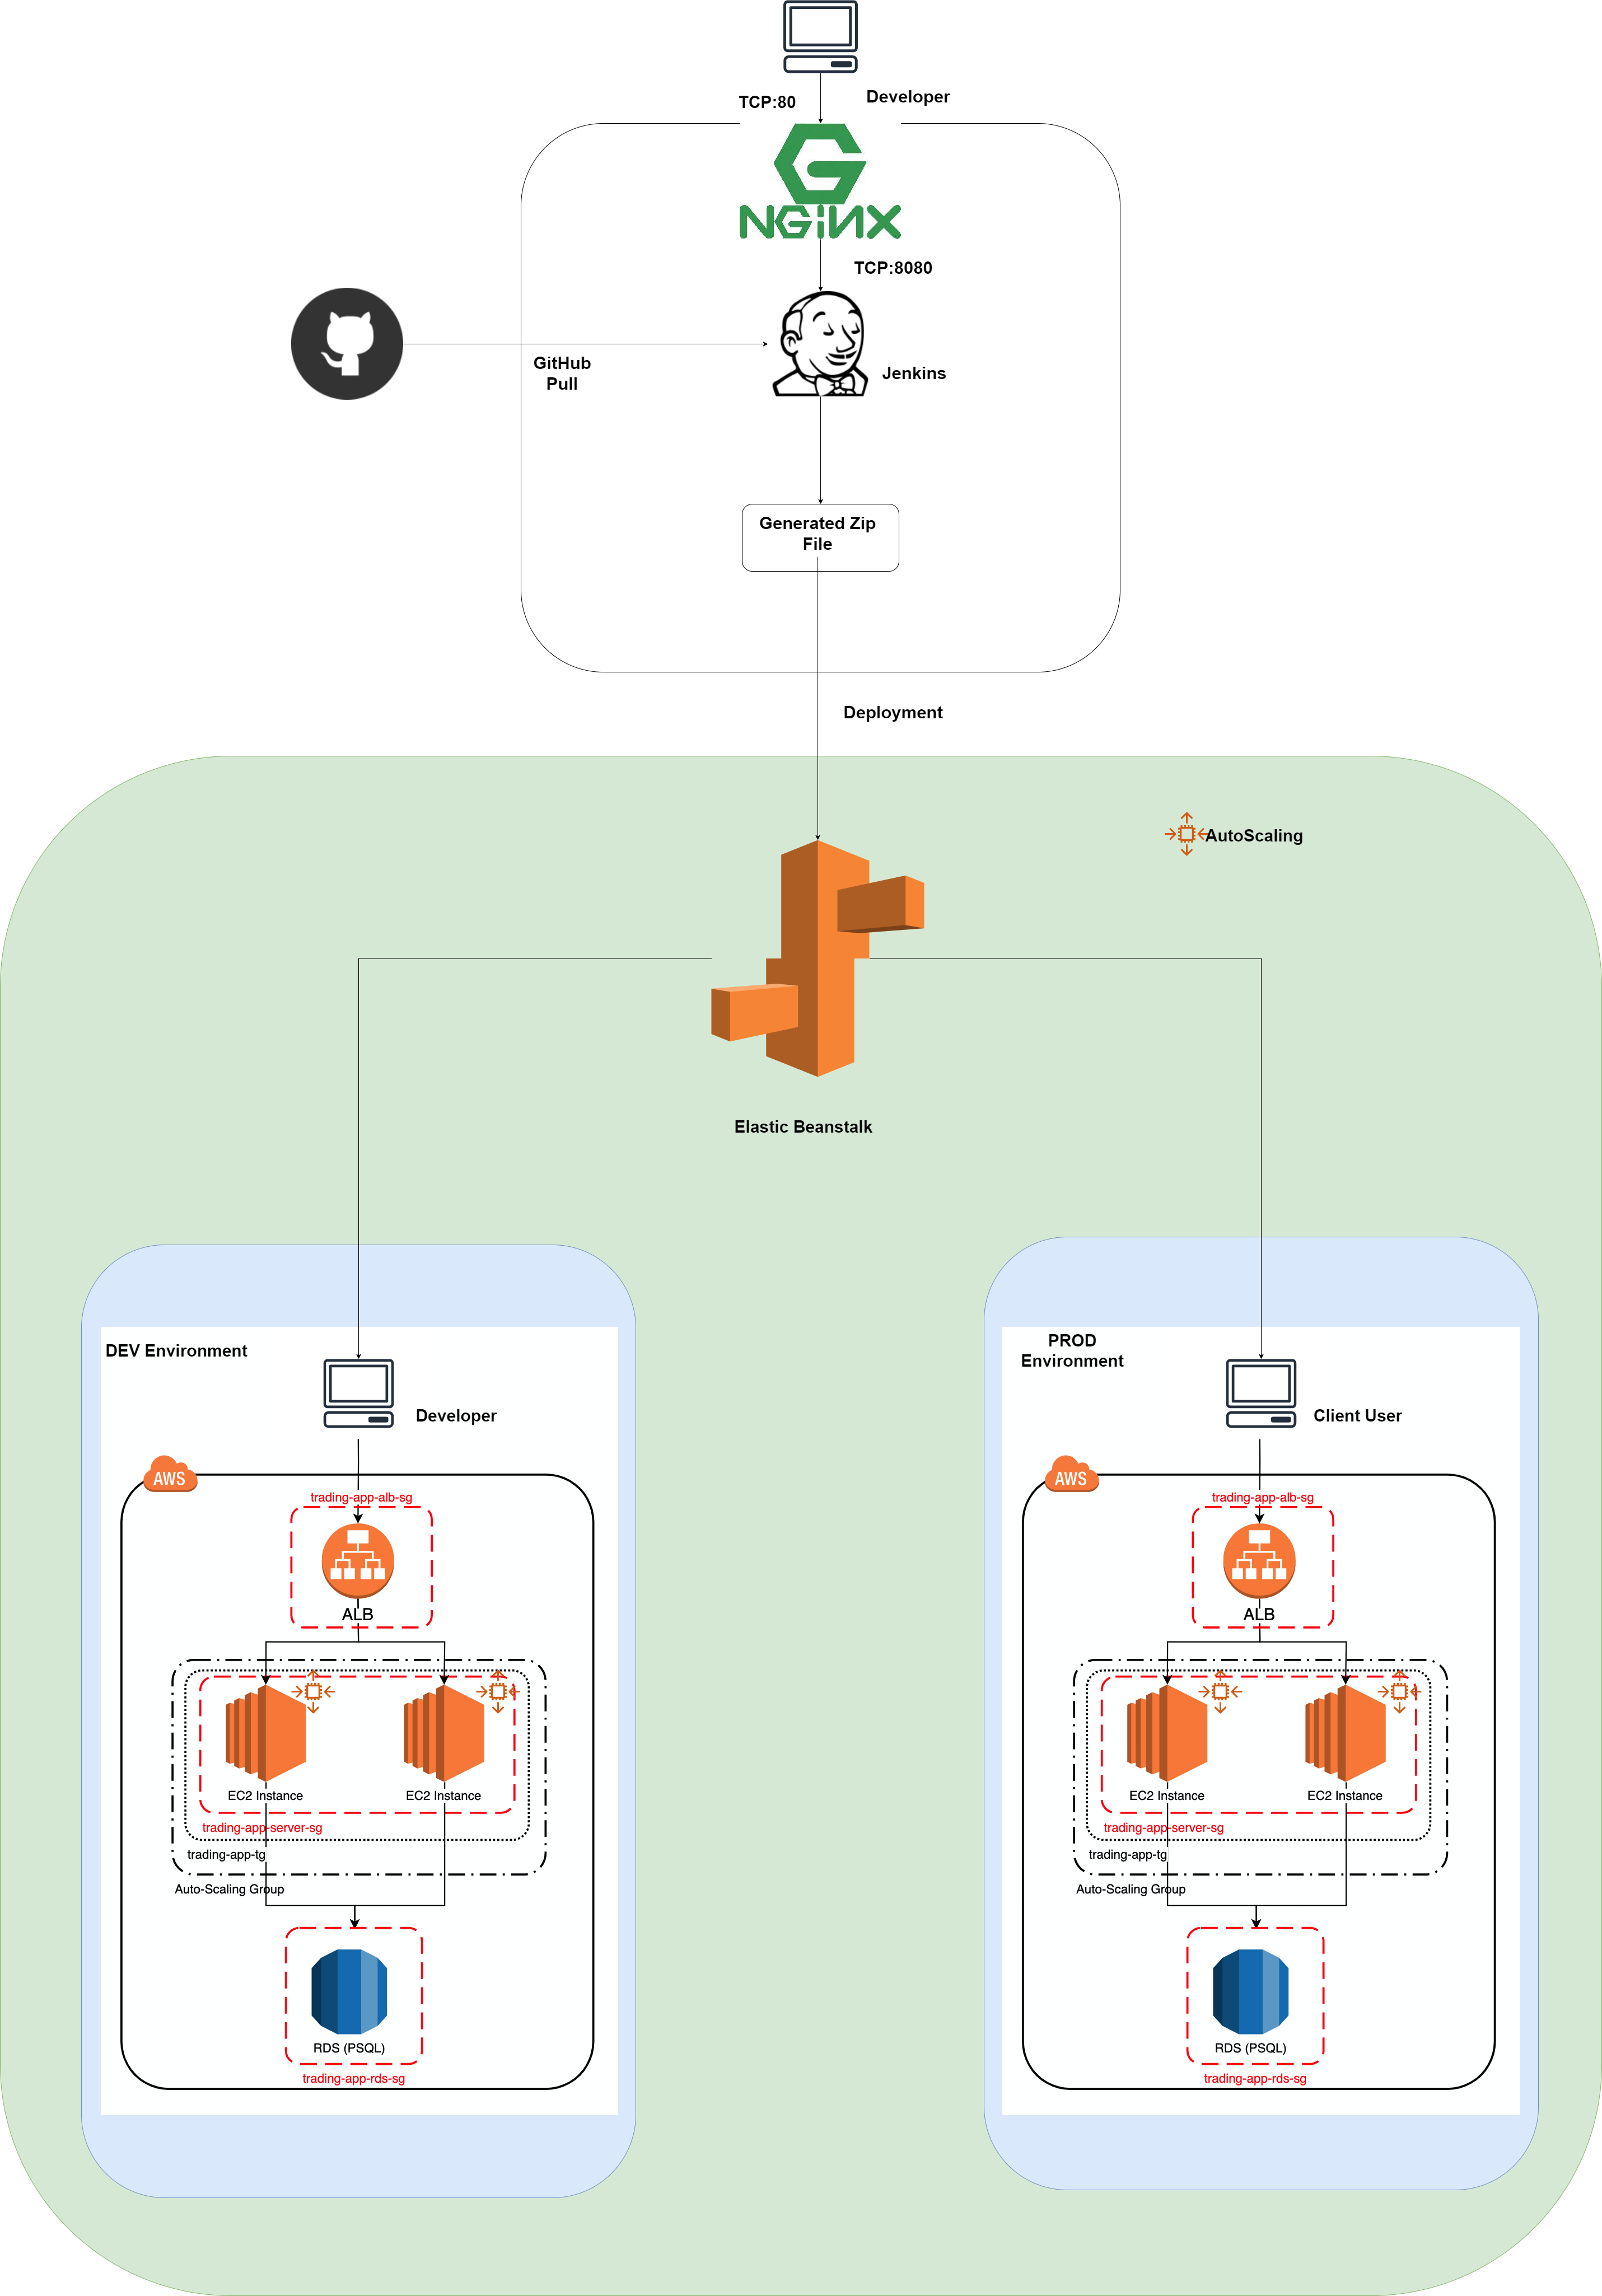 TCP:80
Developer
NGINX
TCP:8080
GitHub
Pull
Jenkins
Generated Zip
File
Deployment
AutoScaling
Elastic Beanstalk
DEV Environment
Developer
AWS
trading-app-alb-sg
ALB
EC2 Instance
EC2 Instance
trading-app-server-sg
trading-app-tg
Auto-Scaling Group
RDS (PSQL)
trading-app-rds-sg
PROD
Environment
Client User
AWS
trading-app-alb-sg
ALB
EC2 Instance
EC2 Instance
trading-app-server-sg
trading-app-tg
Auto-Scaling Group
RDS (PSQL)
trading-app-rds-sg